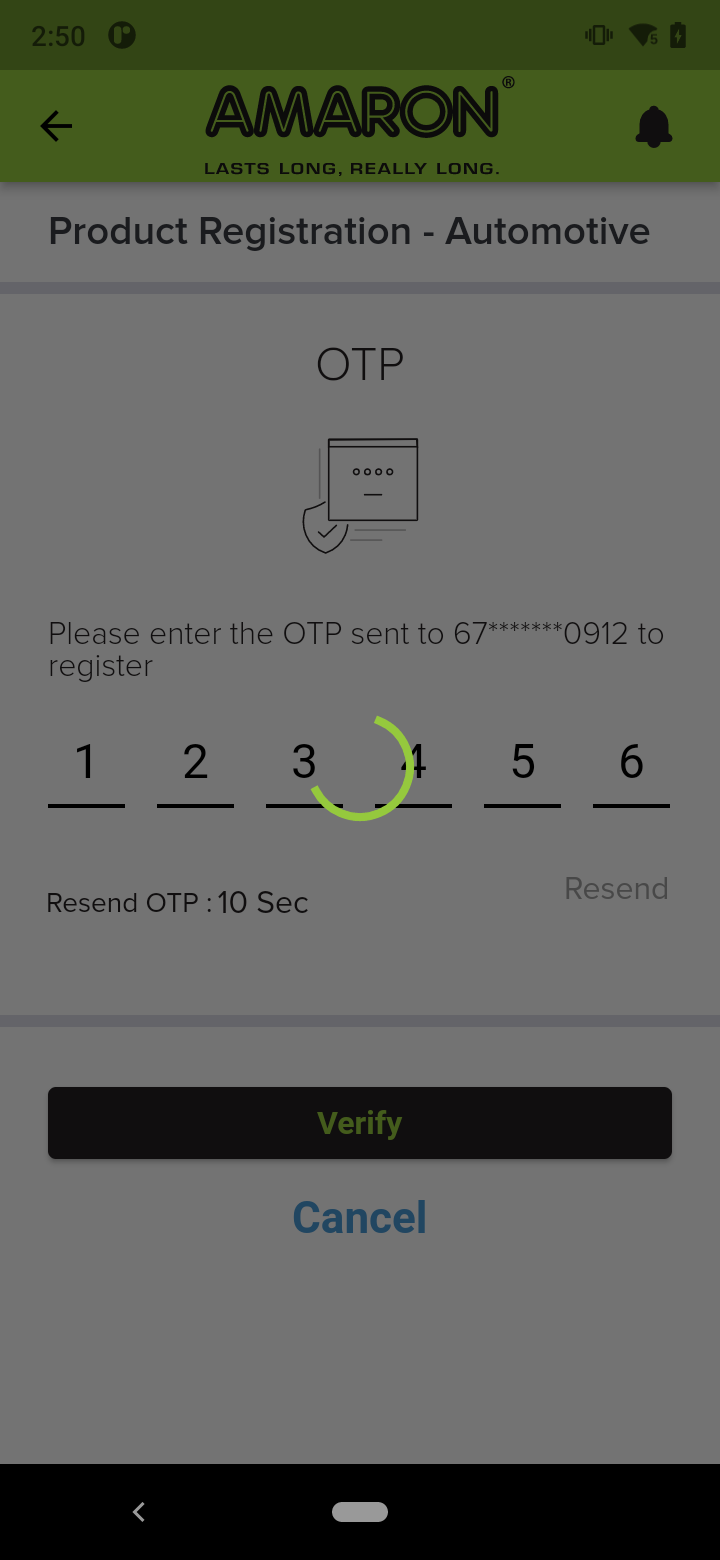 2:50
5
AMARON®
LASTS LONG, REALLY LONG.
Product Registration - Automotive
OTP
Please enter the OTP sent to 67*******0912 to
register
1 2 3 4 5 6
Resend OTP : 10 Sec
Resend
Verify
Cancel